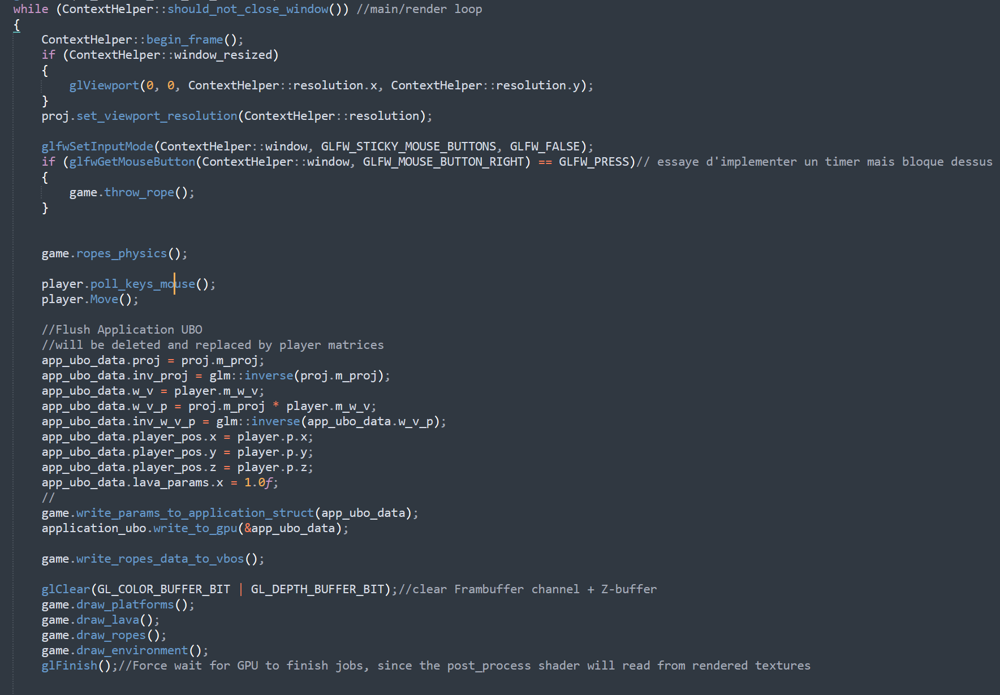 while (ContextHelper::should_not_close_window()) //main/render loop
{
ContextHelper::begin_frame();
if (ContextHelper::window_resized)
{
glViewport(0, 0, ContextHelper::resolution.x, ContextHelper::resolution.y);
}
proj.set_viewport_resolution(ContextHelper::resolution);
glfwSetInputMode(ContextHelper::window, GLFW_STICKY_MOUSE_BUTTONS, GLFW_FALSE);
if (glfwGetMouseButton(ContextHelper::window, GLFW_MOUSE_BUTTON_RIGHT) == GLFW_PRESS)// essaye d'implementer un timer mais bloque dessus
{
game.throw_rope();
}
game.ropes_physics();
player.poll_keys_mouse();
player.Move();
//Flush Application UBO
//will be deleted and replaced by player matrices
app_ubo_data.proj = proj.m_proj;
app_ubo_data.inv_proj = glm::inverse(proj.m_proj);
app_ubo_data.w_v = player.m_w_v;
app_ubo_data.w_v_p = proj.m_proj * player.m_w_v;
app_ubo_data.inv_w_v_p = glm::inverse(app_ubo_data.w_v_p);
app_ubo_data.player_pos.x = player.p.x;
app_ubo_data.player_pos.y = player.p.y;
app_ubo_data.player_pos.z = player.p.z;
app_ubo_data.lava_params.x = 1.0f;
//
game.write_params_to_application_struct(app_ubo_data);
application_ubo.write_to_gpu(&app_ubo_data);
game.write_ropes_data_to_vbos();
glClear(GL_COLOR_BUFFER_BIT | GL_DEPTH_BUFFER_BIT);//clear Frambuffer channel + Z-buffer
game.draw_platforms();
game.draw_lava();
game.draw_ropes();
game.draw_environment();
glFinish();//Force wait for GPU to finish jobs, since the post_process shader will read from rendered textures